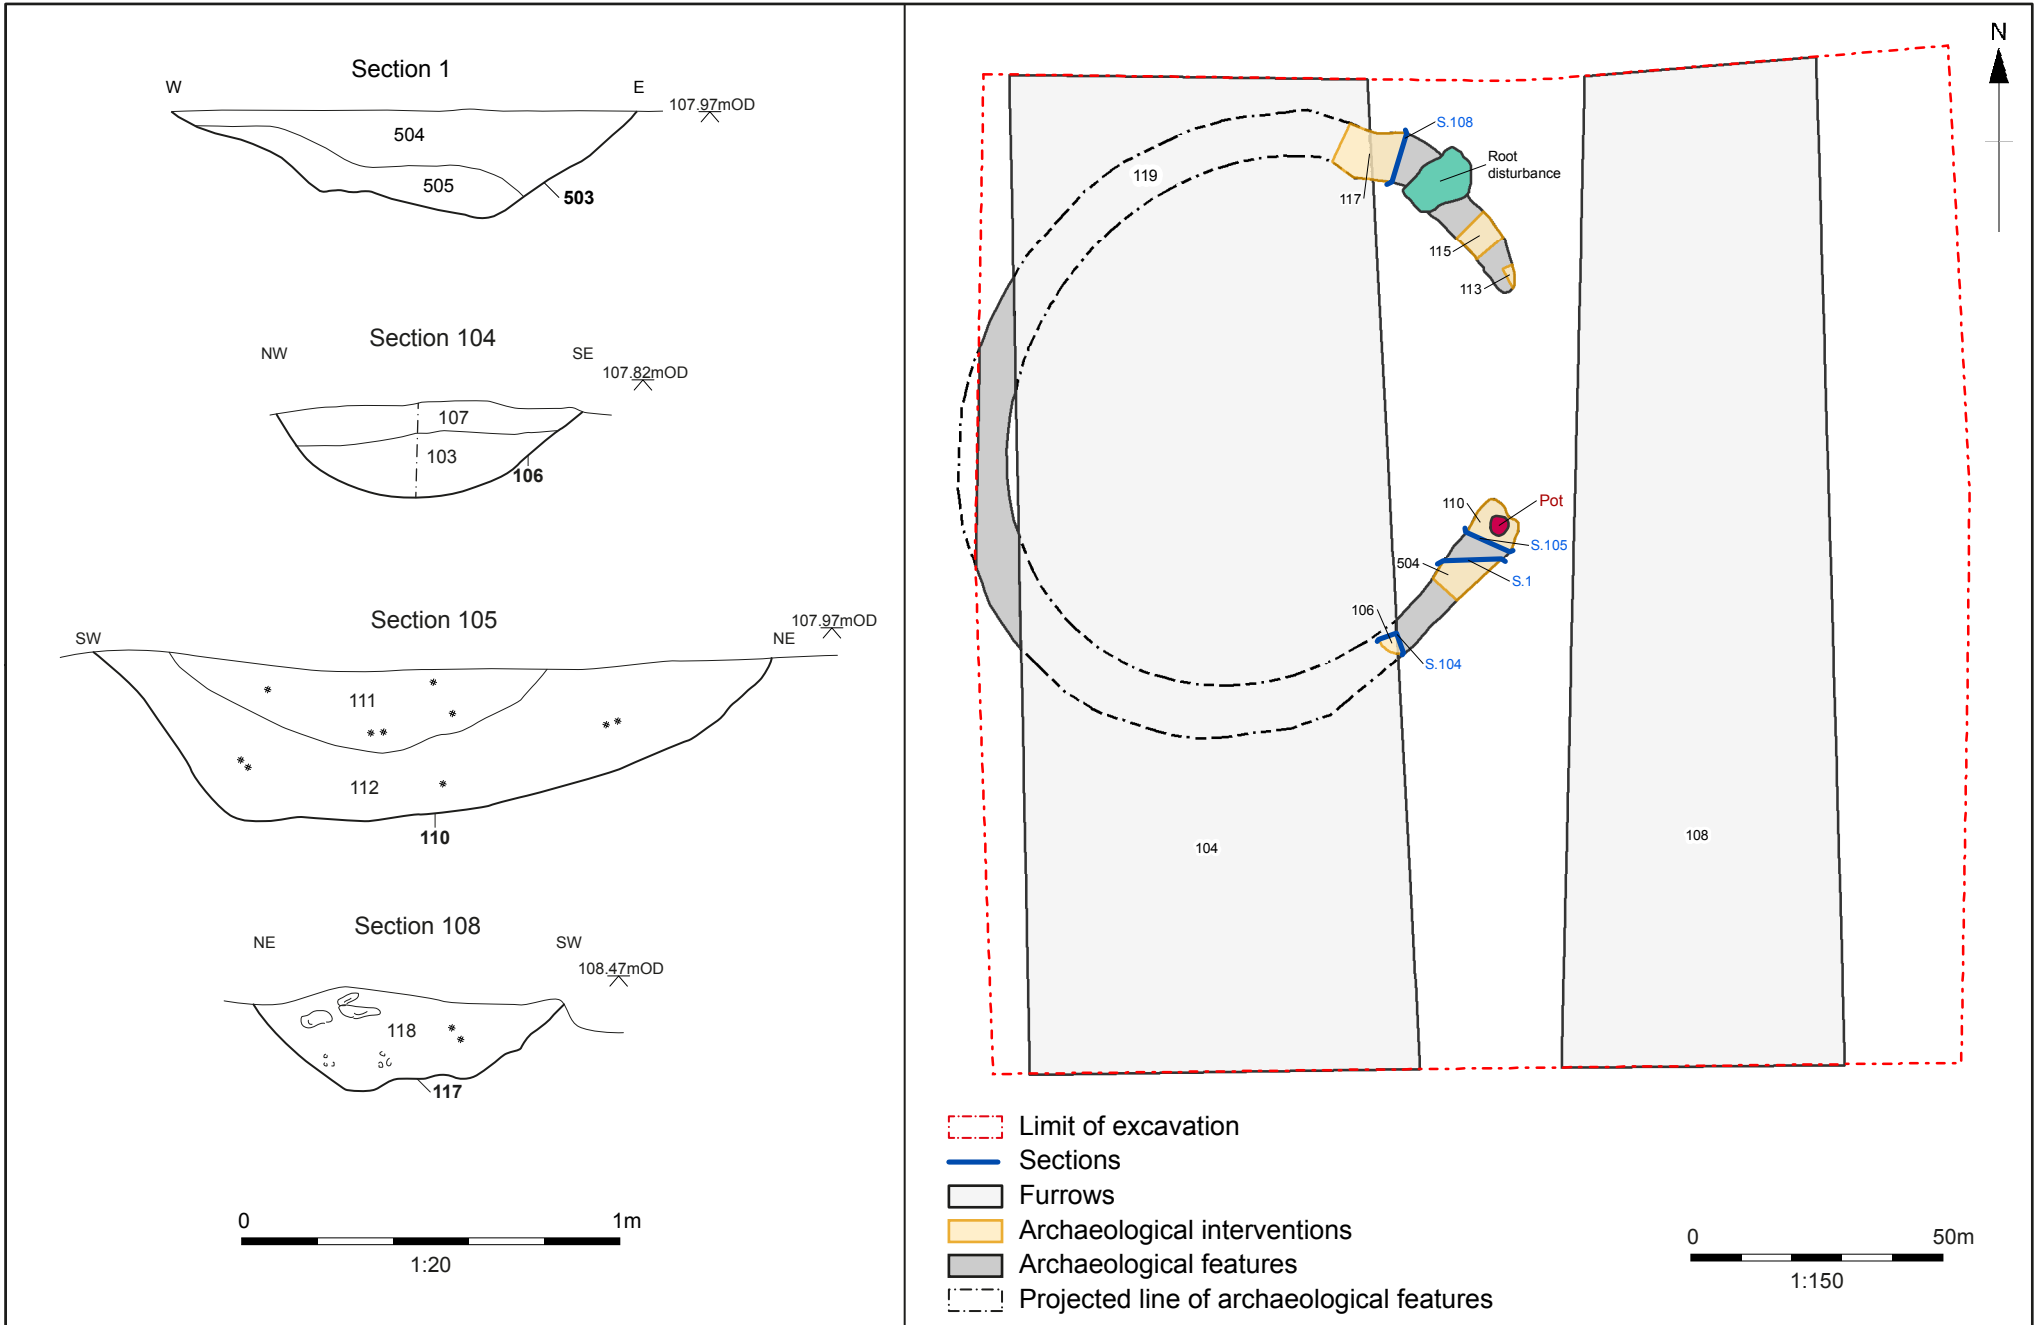 Section 1
W
E
107.97mOD
504
505
503
Section 104
NW
SE
107.82mOD
107
103
106
Section 105
SW
NE
107.97mOD
111
112
110
Section 108
NE
SW
108.47mOD
118
117
0
1m
1:20
N
S.108
Root
disturbance
119
117
115
113
110
Pot
S.105
504
S.1
106
S.104
104
108
Limit of excavation
Sections
Furrows
Archaeological interventions
Archaeological features
Projected line of archaeological features
0
50m
1:150